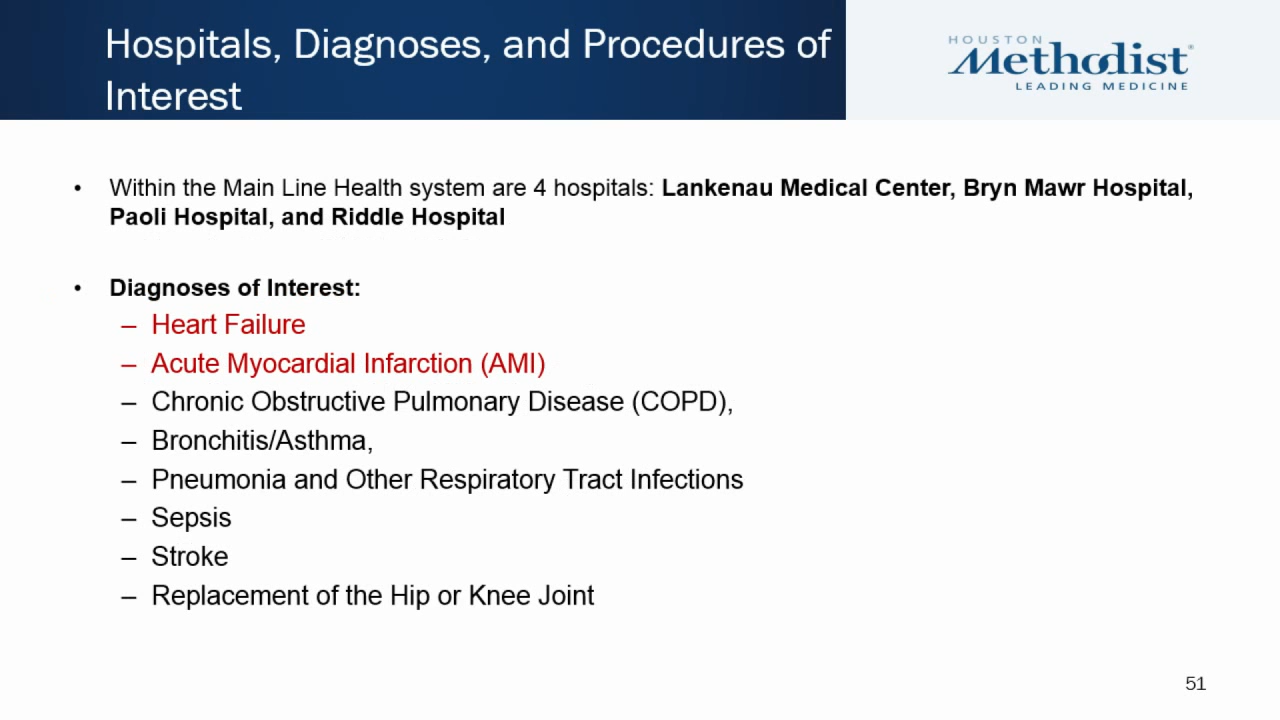 Hospitals, Diagnoses, and Procedures of
Interest
HOUSTON
Methodist®
LEADING MEDICINE
• Within the Main Line Health system are 4 hospitals: Lankenau Medical Center, Bryn Mawr Hospital,
Paoli Hospital, and Riddle Hospital
• Diagnoses of Interest:
– Heart Failure
– Acute Myocardial Infarction (AMI)
– Chronic Obstructive Pulmonary Disease (COPD),
– Bronchitis/Asthma,
– Pneumonia and Other Respiratory Tract Infections
– Sepsis
– Stroke
– Replacement of the Hip or Knee Joint
51